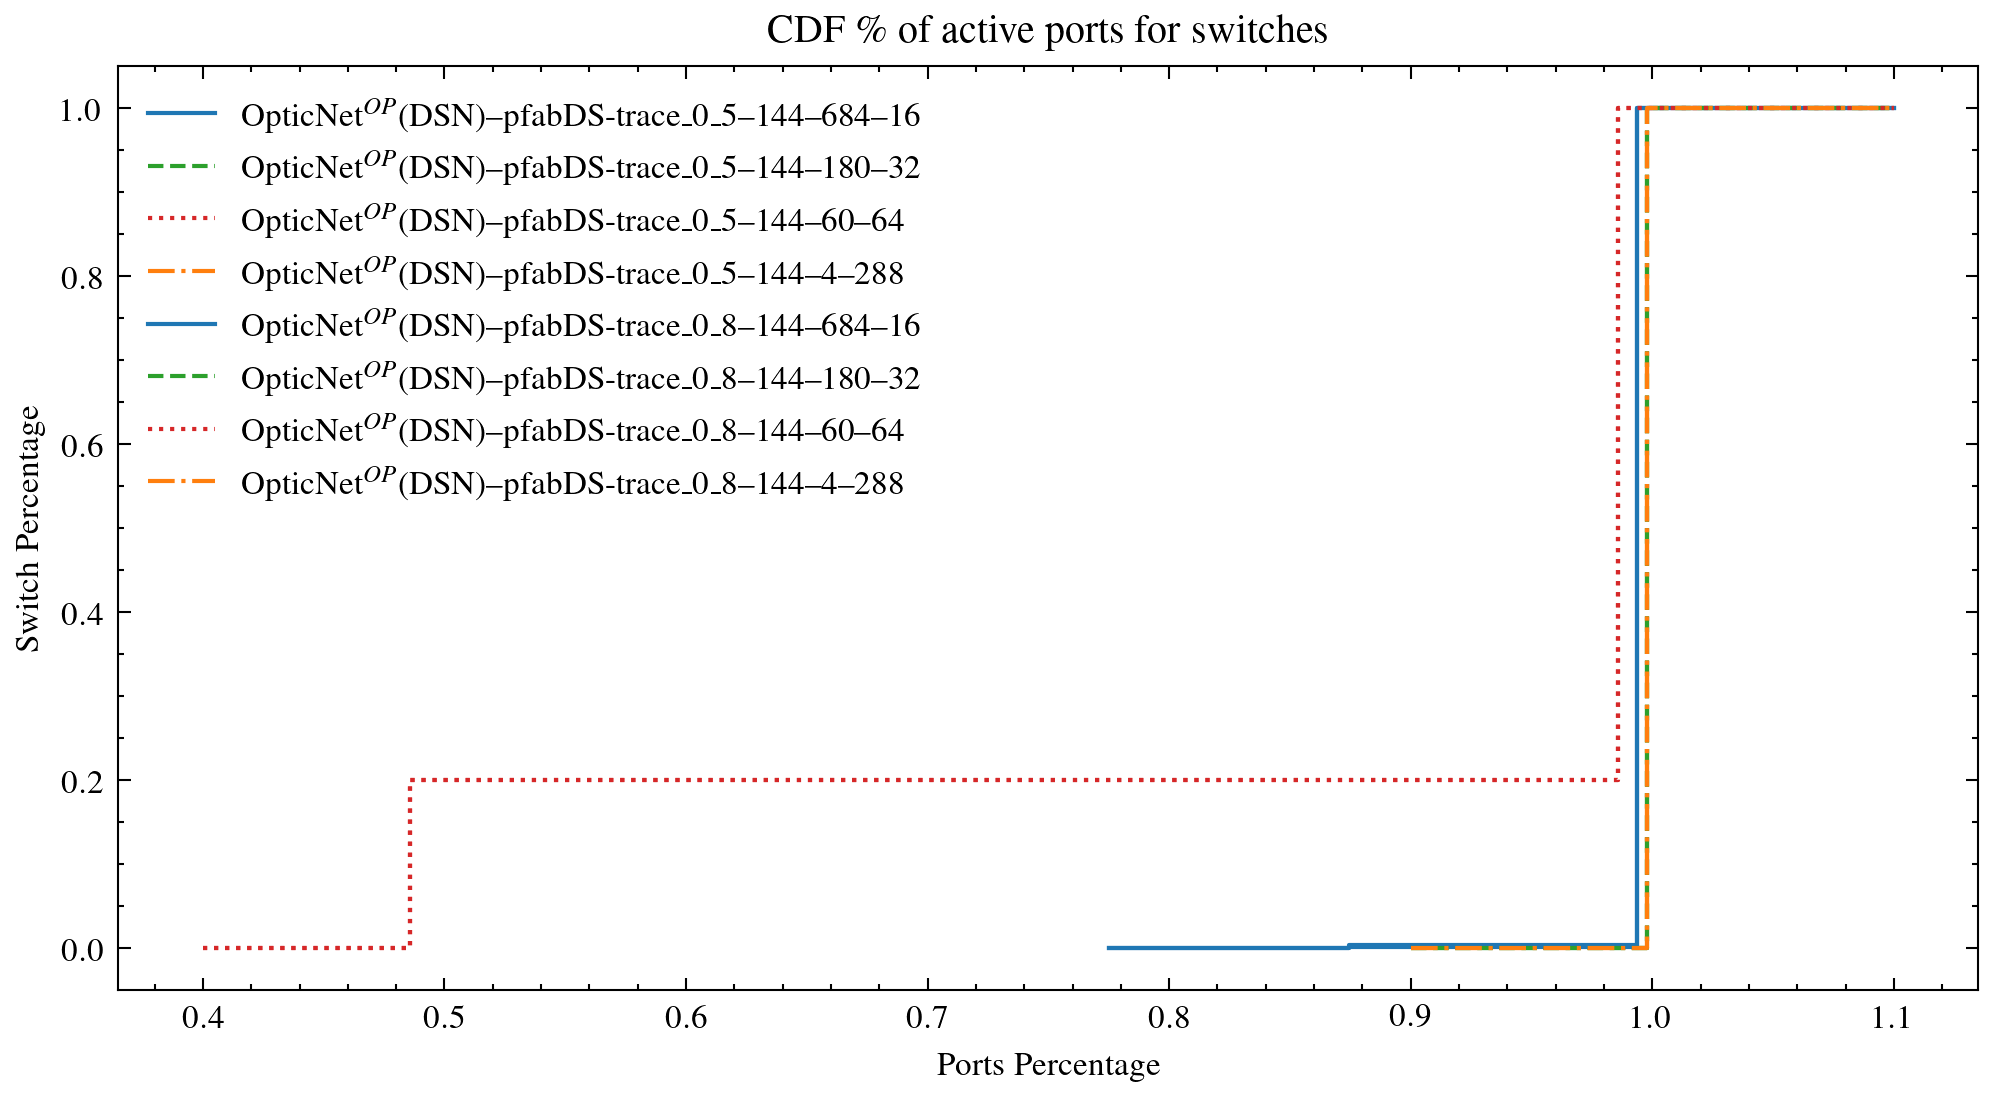 CDF % of active ports for switches
OpticNet^OP(DSN)–pfabDS-trace_0_5–144–684–16
OpticNet^OP(DSN)–pfabDS-trace_0_5–144–180–32
OpticNet^OP(DSN)–pfabDS-trace_0_5–144–60–64
OpticNet^OP(DSN)–pfabDS-trace_0_5–144–4–288
OpticNet^OP(DSN)–pfabDS-trace_0_8–144–684–16
OpticNet^OP(DSN)–pfabDS-trace_0_8–144–180–32
OpticNet^OP(DSN)–pfabDS-trace_0_8–144–60–64
OpticNet^OP(DSN)–pfabDS-trace_0_8–144–4–288
Switch Percentage
1.0
0.8
0.6
0.4
0.2
0.0
0.4 0.5 0.6 0.7 0.8 0.9 1.0 1.1
Ports Percentage